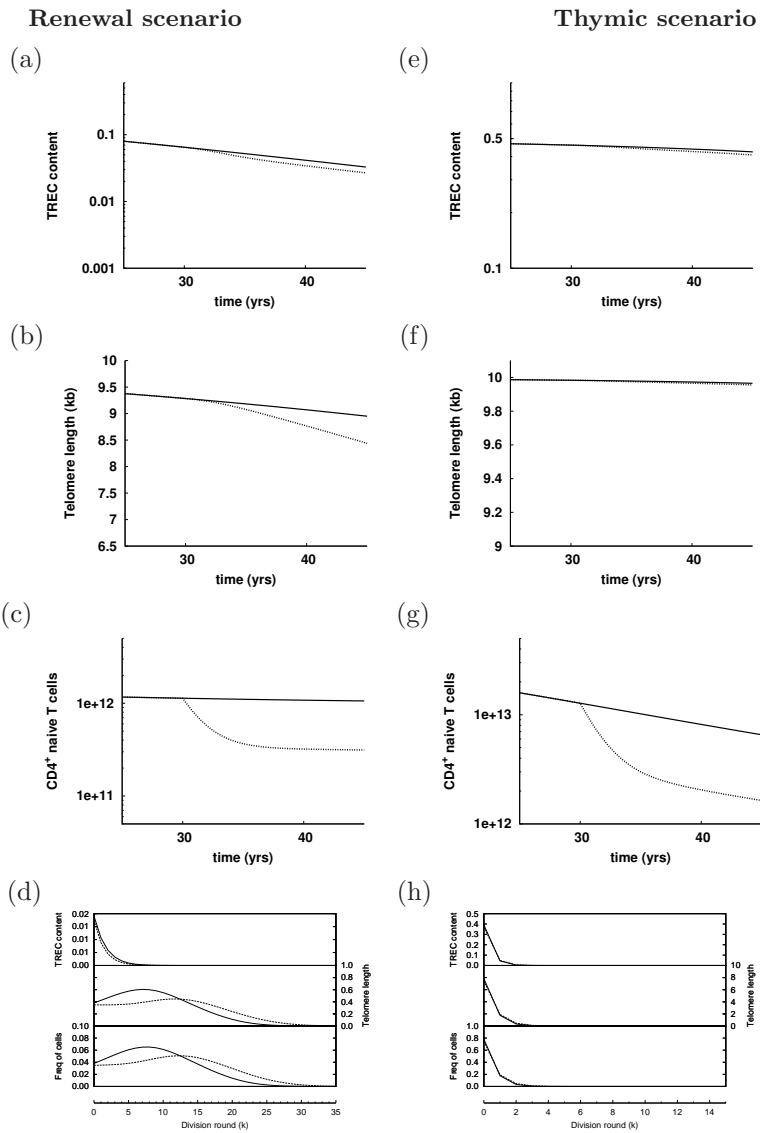 Renewal scenario
Thymic scenario
(a)
TREC content
0.1
0.01
0.001
30
40
time (yrs)
(e)
TREC content
0.5
0.1
30
40
time (yrs)
(b)
Telomere length (kb)
10
9.5
9
8.5
8
7.5
7
6.5
30
40
time (yrs)
(f)
Telomere length (kb)
10
9.8
9.6
9.4
9.2
9
30
40
time (yrs)
(c)
CD4+ naive T cells
1e+12
1e+11
30
40
time (yrs)
(g)
CD4+ naive T cells
1e+13
1e+12
30
40
time (yrs)
(d)
TREC content
0.02
0.01
0.01
0.01
0.00
Telomere length
1.0
0.8
0.6
0.4
0.2
0.0
Freq of cells
0.10
0.08
0.06
0.04
0.02
0.00
0 5 10 15 20 25 30 35
Division round (k)
(h)
TREC content
0.5
0.4
0.3
0.2
0.1
0.0
Telomere length
10
8
6
4
2
0
Freq of cells
1.0
0.8
0.6
0.4
0.2
0.0
0 2 4 6 8 10 12 14
Division round (k)